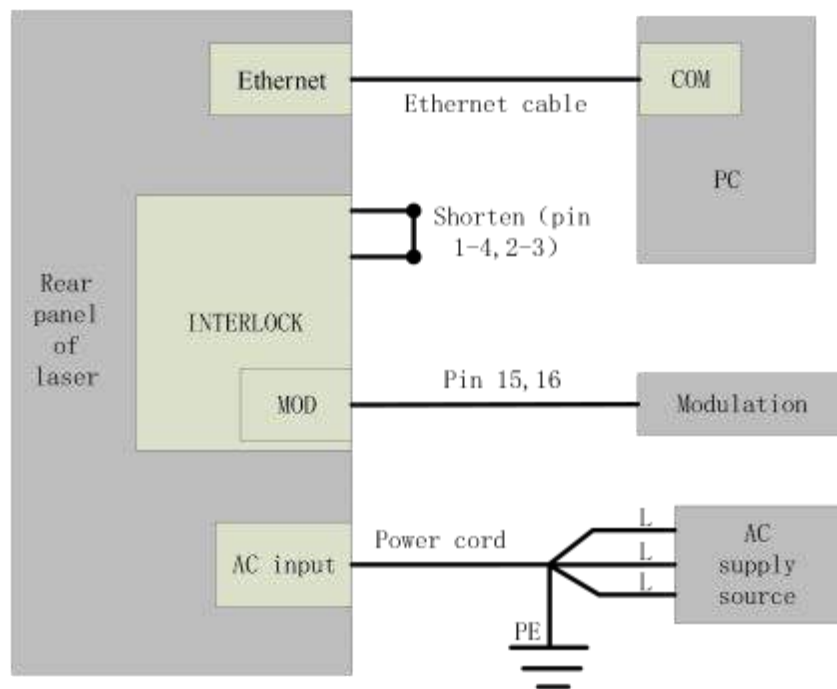 Ethernet
COM
Ethernet cable
PC
Shorten (pin
1-4,2-3)
Rear
panel
of
laser
INTERLOCK
MOD
Pin 15,16
Modulation
AC input
Power cord
L
L
L
AC
supply
source
PE